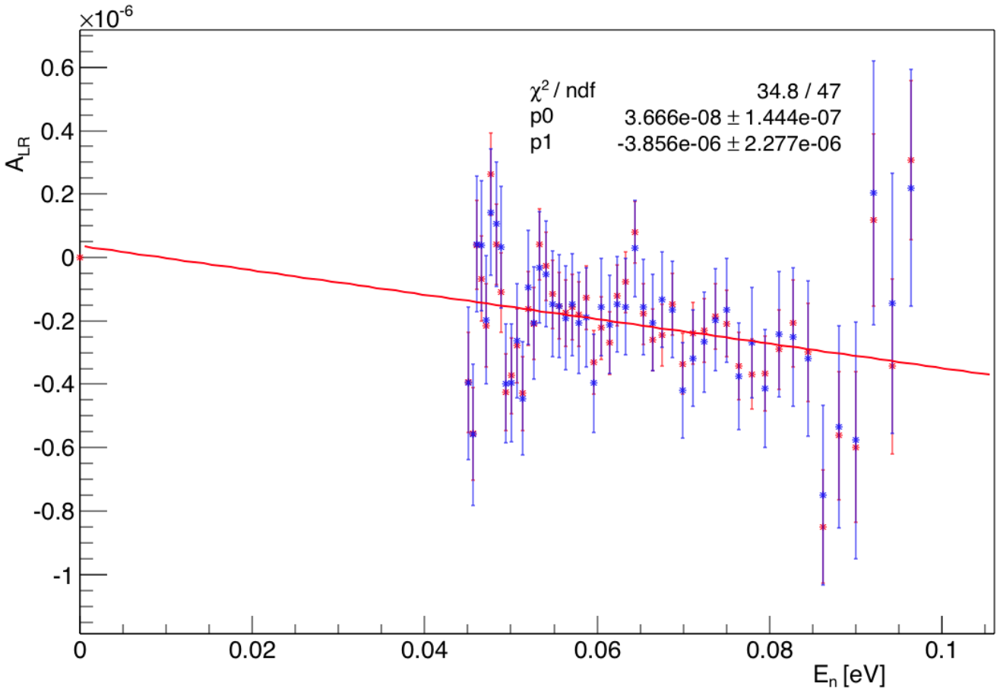 ×10⁻⁶
A_LR
0.6
0.4
0.2
0
-0.2
-0.4
-0.6
-0.8
-1
χ² / ndf 34.8 / 47
p0 3.666e-08 ± 1.444e-07
p1 -3.856e-06 ± 2.277e-06
0 0.02 0.04 0.06 0.08 0.1
E_n [eV]